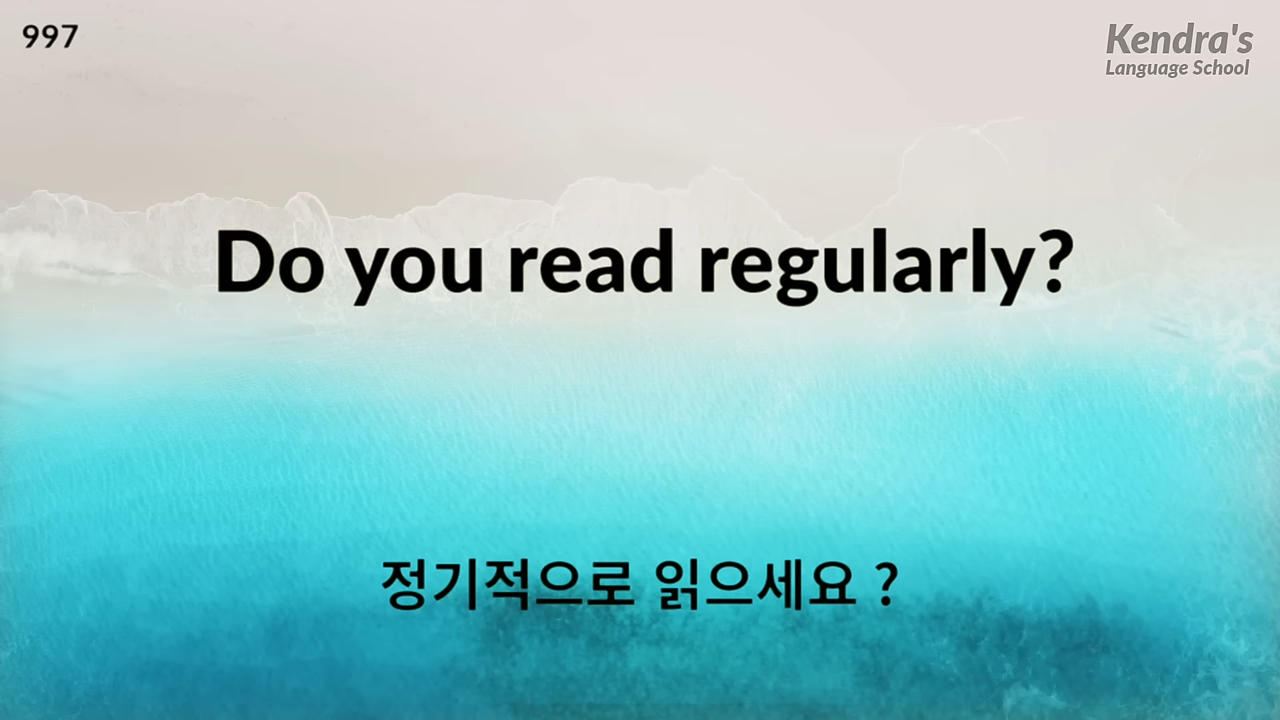 997
Kendra's
Language School
Do you read regularly?
정기적으로 읽으세요 ?